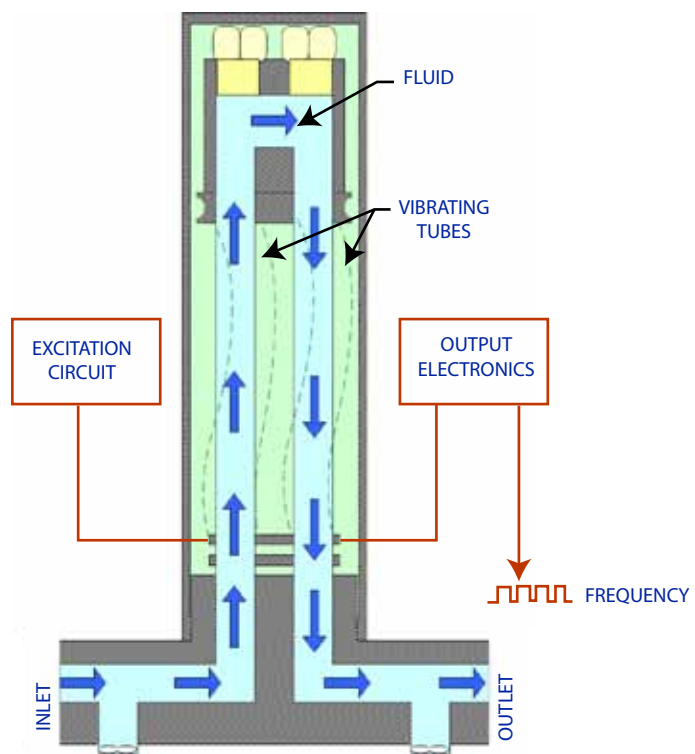 FLUID
VIBRATING
TUBES
EXCITATION
CIRCUIT
OUTPUT
ELECTRONICS
FREQUENCY
INLET
OUTLET